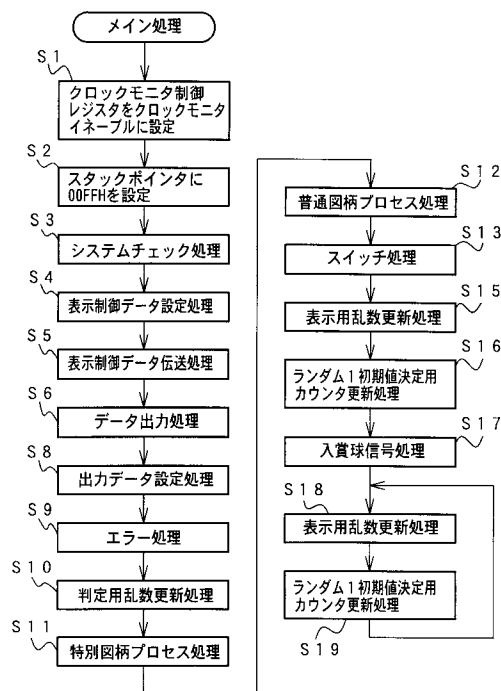 メイン処理
S1
クロックモニタ制御
レジスタをクロックモニタ
イネーブルに設定
S2
スタックポインタに
00FFHを設定
S3
システムチェック処理
S4
表示制御データ設定処理
S5
表示制御データ伝送処理
S6
データ出力処理
S8
出力データ設定処理
S9
エラー処理
S10
判定用乱数更新処理
S11
特別図柄プロセス処理
S12
普通図柄プロセス処理
S13
スイッチ処理
S15
表示用乱数更新処理
S16
ランダム1初期値決定用
カウンタ更新処理
S17
入賞球信号処理
S18
表示用乱数更新処理
ランダム1初期値決定用
カウンタ更新処理
S19